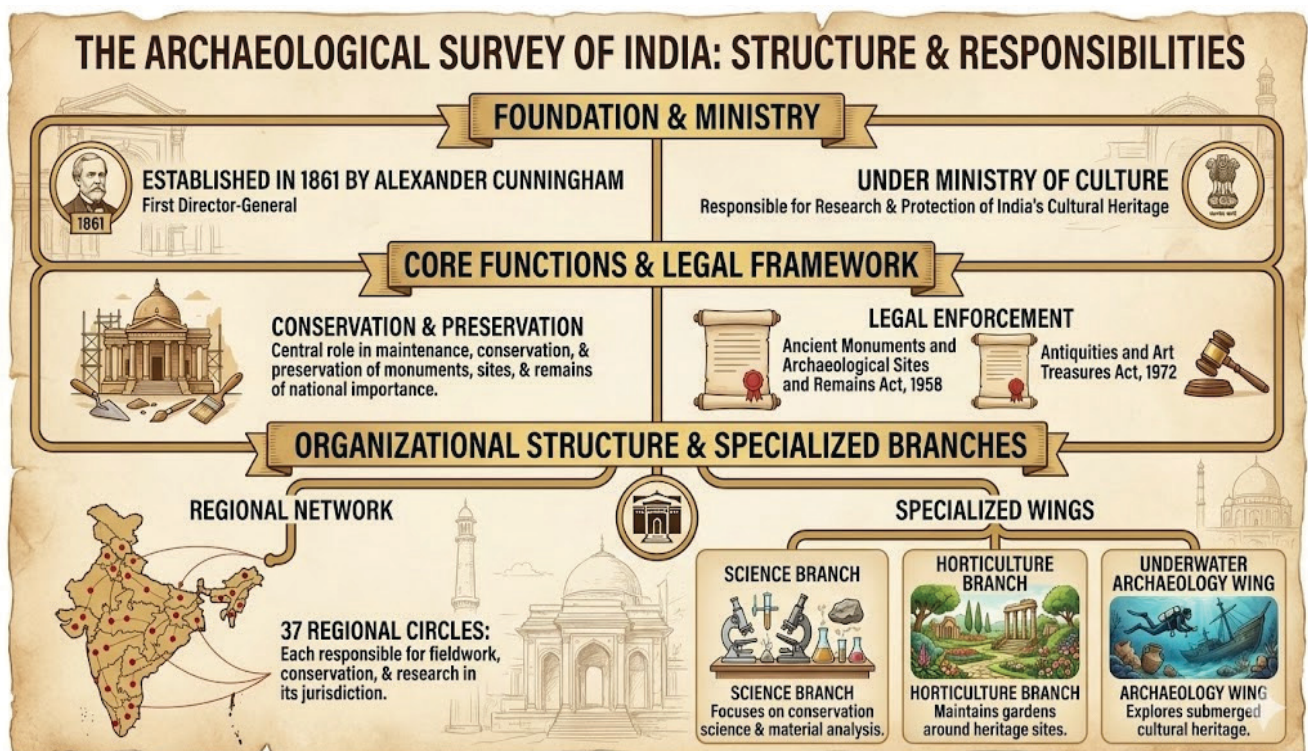 THE ARCHAEOLOGICAL SURVEY OF INDIA: STRUCTURE & RESPONSIBILITIES
FOUNDATION & MINISTRY
1861
ESTABLISHED IN 1861 BY ALEXANDER CUNNINGHAM
First Director-General
UNDER MINISTRY OF CULTURE
Responsible for Research & Protection of India's Cultural Heritage
CORE FUNCTIONS & LEGAL FRAMEWORK
CONSERVATION & PRESERVATION
Central role in maintenance, conservation, &
preservation of monuments, sites, & remains
of national importance.
LEGAL ENFORCEMENT
Ancient Monuments and
Archaeological Sites
and Remains Act, 1958
Antiquities and Art
Treasures Act, 1972
ORGANIZATIONAL STRUCTURE & SPECIALIZED BRANCHES
REGIONAL NETWORK
37 REGIONAL CIRCLES:
Each responsible for fieldwork,
conservation, & research in
its jurisdiction.
SPECIALIZED WINGS
SCIENCE BRANCH
SCIENCE BRANCH
Focuses on conservation
science & material analysis.
HORTICULTURE
BRANCH
HORTICULTURE BRANCH
Maintains gardens
around heritage sites.
UNDERWATER
ARCHAEOLOGY WING
ARCHAEOLOGY WING
Explores submerged
cultural heritage.